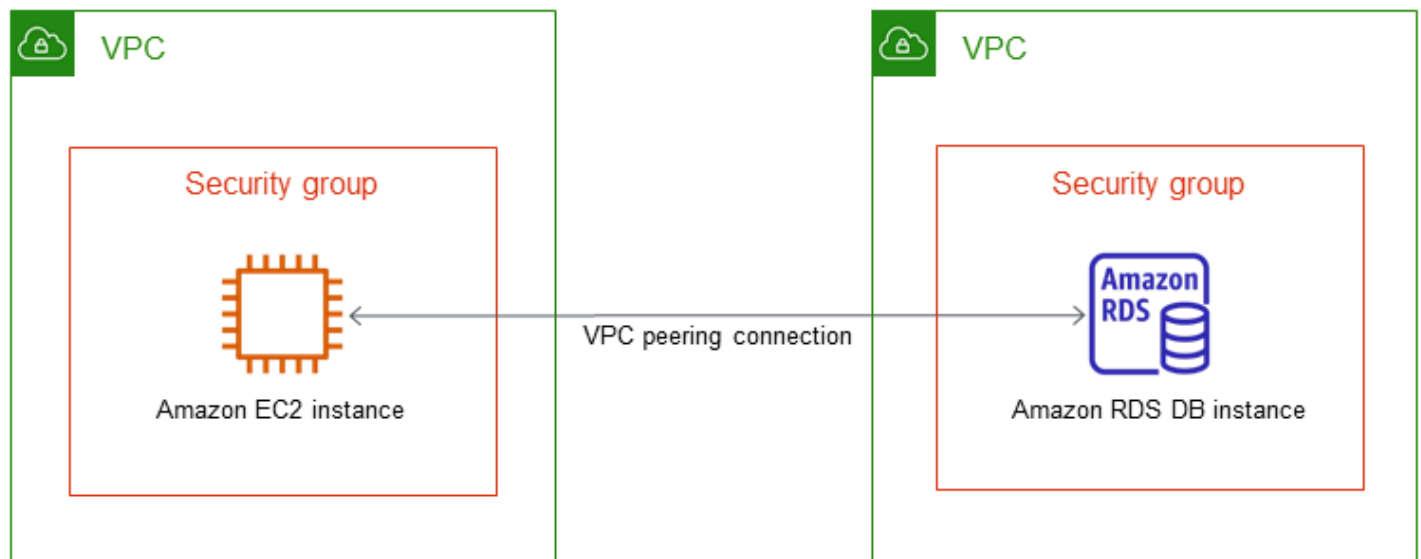 VPC
VPC
Security group
Security group
Amazon
RDS
VPC peering connection
Amazon EC2 instance
Amazon RDS DB instance